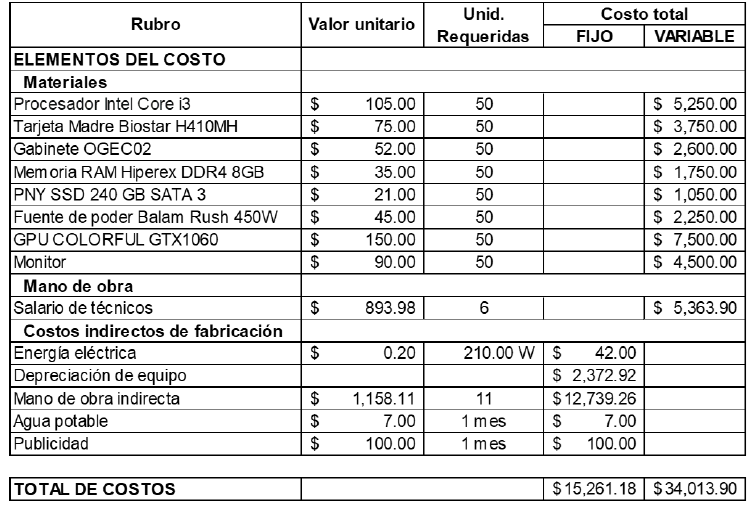 Rubro Valor unitario Unid. Requeridas Costo total
FIJO VARIABLE
ELEMENTOS DEL COSTO
Materiales
Procesador Intel Core i3 $ 105.00 50 $ 5,250.00
Tarjeta Madre Biostar H410MH $ 75.00 50 $ 3,750.00
Gabinete OGEC02 $ 52.00 50 $ 2,600.00
Memoria RAM Hiperex DDR4 8GB $ 35.00 50 $ 1,750.00
PNY SSD 240 GB SATA 3 $ 21.00 50 $ 1,050.00
Fuente de poder Balam Rush 450W $ 45.00 50 $ 2,250.00
GPU COLORFUL GTX1060 $ 150.00 50 $ 7,500.00
Monitor $ 90.00 50 $ 4,500.00
Mano de obra
Salario de técnicos $ 893.98 6 $ 5,363.90
Costos indirectos de fabricación
Energía eléctrica $ 0.20 210.00 W $ 42.00
Depreciación de equipo $ 2,372.92
Mano de obra indirecta $ 1,158.11 11 $12,739.26
Agua potable $ 7.00 1 mes $ 7.00
Publicidad $ 100.00 1 mes $ 100.00
TOTAL DE COSTOS $15,261.18 $34,013.90